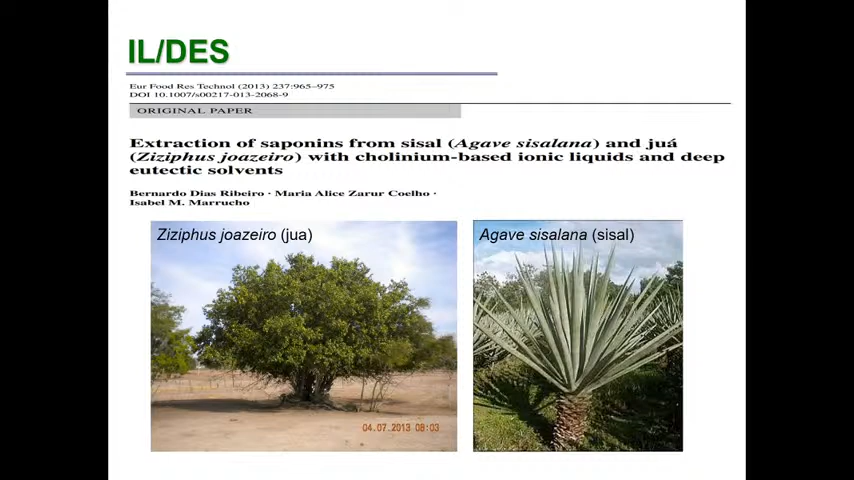 IL/DES
Eur Food Res Technol (2013) 237:965–975
DOI 10.1007/s00217-013-2068-9
ORIGINAL PAPER
Extraction of saponins from sisal (Agave sisalana) and juá
(Ziziphus joazeiro) with cholinium-based ionic liquids and deep
eutectic solvents
Bernardo Dias Ribeiro · Maria Alice Zarur Coelho ·
Isabel M. Marrucho
Ziziphus joazeiro (jua)
Agave sisalana (sisal)
04.07.2013 08:03